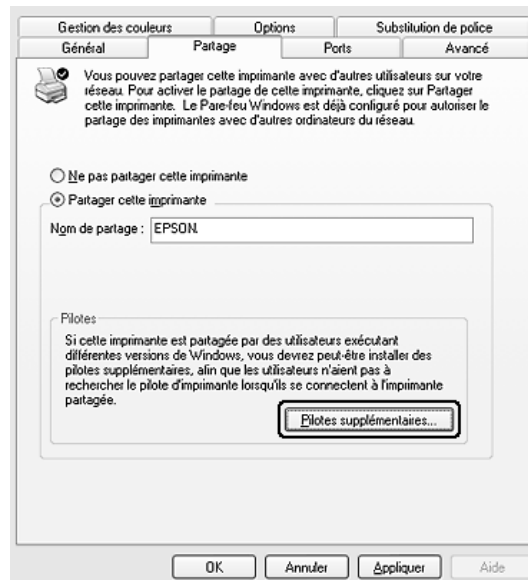 Gestion des couleurs Options Substitution de police
Général Partage Ports Avancé
Vous pouvez partager cette imprimante avec d'autres utilisateurs sur votre
réseau. Pour activer le partage de cette imprimante, cliquez sur Partager
cette imprimante. Le Pare-feu Windows est déjà configuré pour autoriser le
partage des imprimantes avec d'autres ordinateurs du réseau.
Ne pas partager cette imprimante
Partager cette imprimante
Nom de partage : EPSON
Pilotes
Si cette imprimante est partagée par des utilisateurs exécutant
différentes versions de Windows, vous devrez peut-être installer des
pilotes supplémentaires, afin que les utilisateurs n'aient pas à
rechercher le pilote d'imprimante lorsqu'ils se connectent à l'imprimante
partagée.
Pilotes supplémentaires...
OK Annuler Appliquer Aide